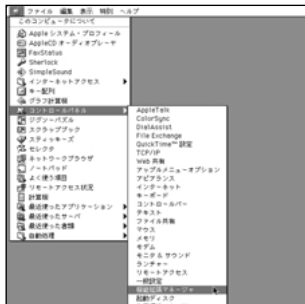 ファイル 編集 表示 特別 ヘルプ
このコンピュータについて
Apple システム・プロフィール
AppleCD オーディオプレーヤ
FaxStatus
Sherlock
SimpleSound
インターネットアクセス
キー配列
グラフ計算機
コントロールパネル
ジグソーパズル
スクラップブック
スティッキーズ
セレクタ
ネットワークブラウザ
ノートパッド
よく使う項目
リモートアクセス状況
計算機
最近使ったアプリケーション
最近使ったサーバ
最近使った書類
自動処理
AppleTalk
ColorSync
DialAssist
File Exchange
QuickTime™ 設定
TCP/IP
Web 共有
アップルメニューオプション
アピアランス
インターネット
キーボード
コントロールバー
テキスト
ファイル共有
マウス
メモリ
モデム
モニタ & サウンド
ランチャー
リモートアクセス
一般設定
機能拡張マネージャ
起動ディスク